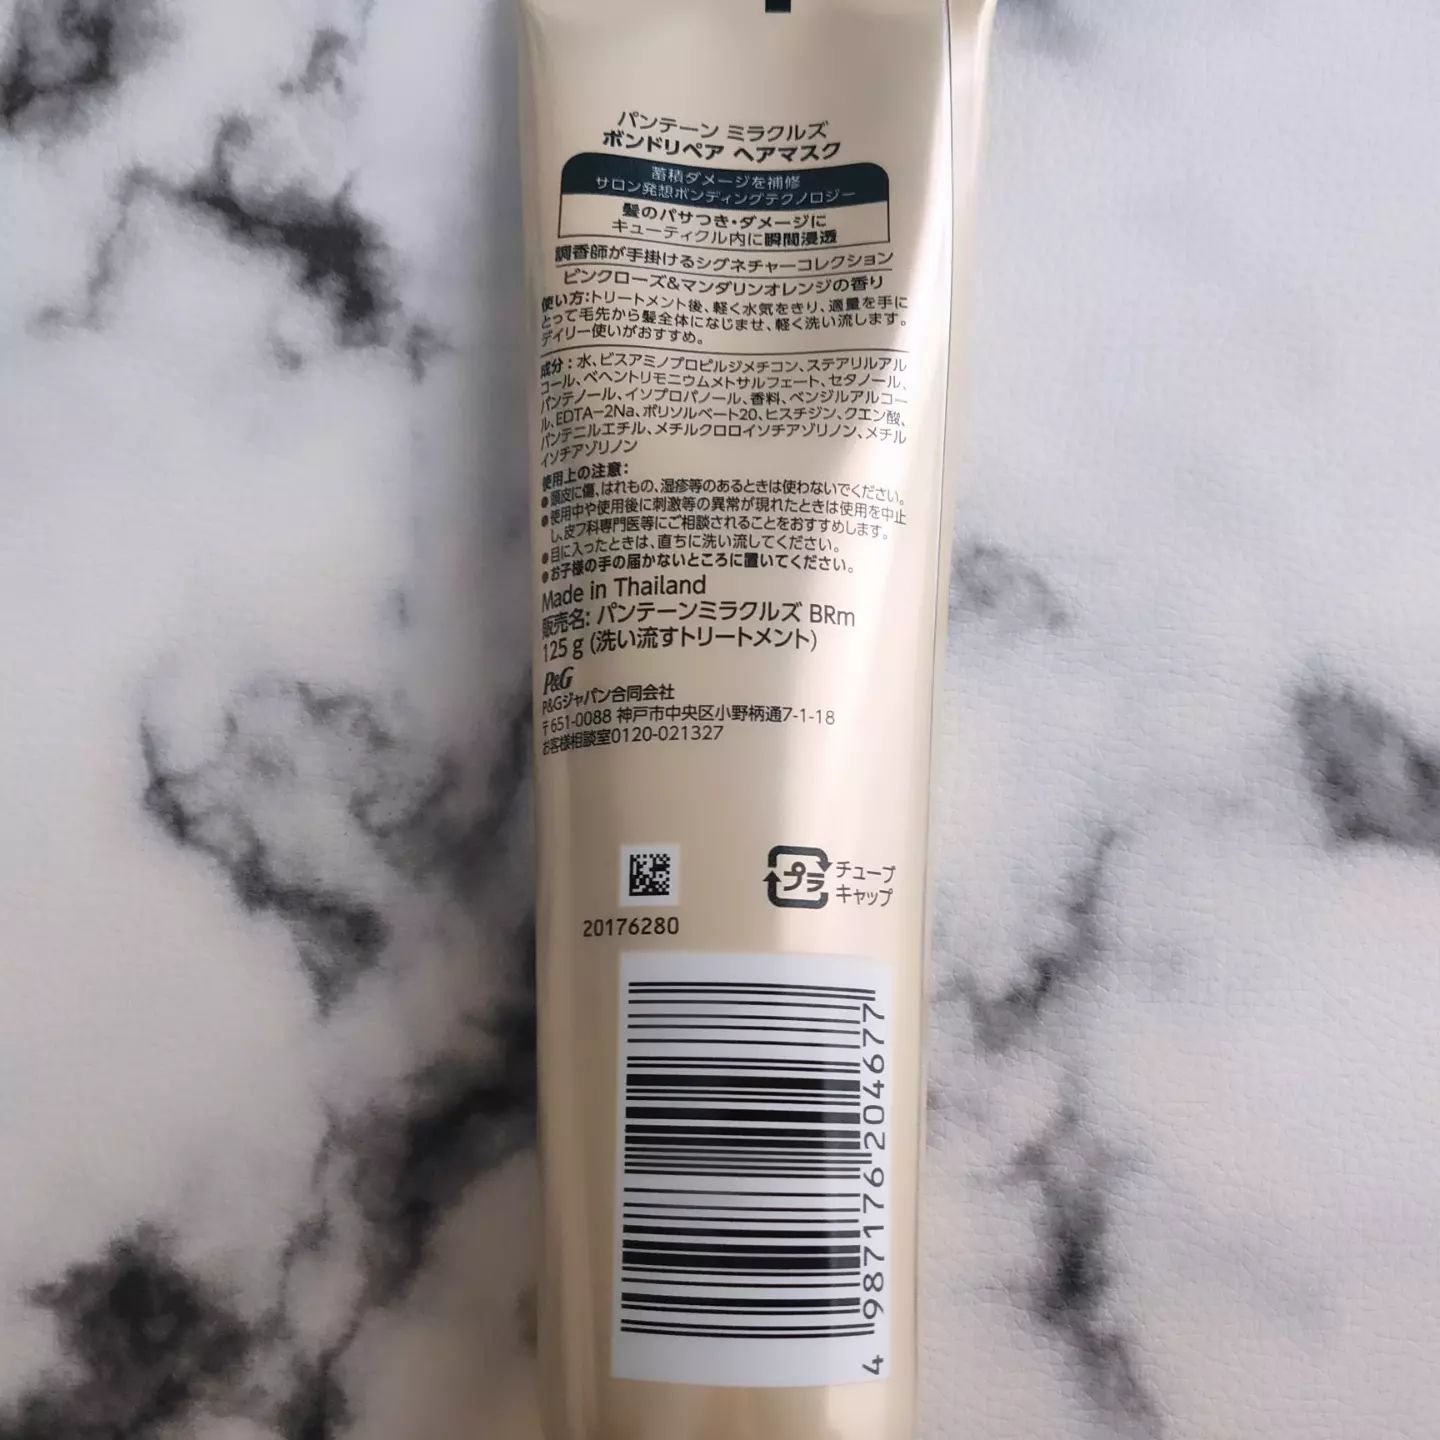 パンテーン ミラクルズ
ボンドリペア ヘアマスク
蓄積ダメージを補修
サロン発想ボンディングテクノロジー
髪のパサつき・ダメージに
キューティクル内に瞬間浸透
調香師が手掛けるシグネチャーコレクション
ピンクローズ&マンダリンオレンジの香り
使い方:トリートメント後、軽く水気をきり、適量を手に
とって毛先から髪全体になじませ、軽く洗い流します。
デイリー使いがおすすめ。
成分:水、ビスアミノプロピルジメチコン、ステアリルアル
コール、ベヘントリモニウムメトサルフェート、セタノール、
パンテノール、イソプロパノール、香料、ベンジルアルコー
ル、EDTA-2Na、ポリソルベート20、ヒスチジン、クエン酸、
パンテニルエチル、メチルクロロイソチアゾリノン、メチル
イソチアゾリノン
使用上の注意:
●頭皮に傷、はれもの、湿疹等のあるときは使わないでください。
●使用中や使用後に刺激等の異常が現れたときは使用を中止
し、皮フ科専門医等にご相談されることをおすすめします。
●目に入ったときは、直ちに洗い流してください。
●お子様の手の届かないところに置いてください。
Made in Thailand
販売名: パンテーンミラクルズ BRm
125 g (洗い流すトリートメント)
P&G
P&Gジャパン合同会社
〒651-0088 神戸市中央区小野柄通7-1-18
お客様相談室0120-021327
プラ
チューブ
キャップ
20176280
4 987176 204677